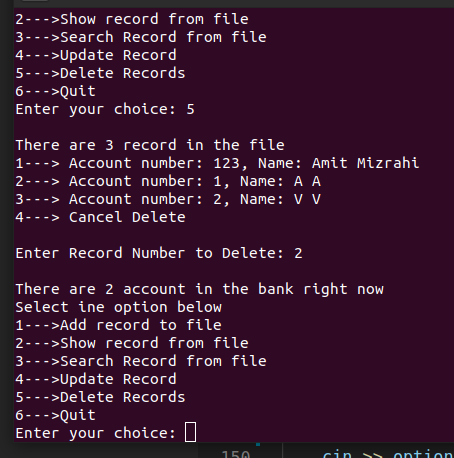 2--->Show record from file
3--->Search Record from file
4--->Update Record
5--->Delete Records
6--->Quit
Enter your choice: 5
There are 3 record in the file
1---> Account number: 123, Name: Amit Mizrahi
2---> Account number: 1, Name: A A
3---> Account number: 2, Name: V V
4---> Cancel Delete
Enter Record Number to Delete: 2
There are 2 account in the bank right now
Select ine option below
1--->Add record to file
2--->Show record from file
3--->Search Record from file
4--->Update Record
5--->Delete Records
6--->Quit
Enter your choice:
150 cin >> option